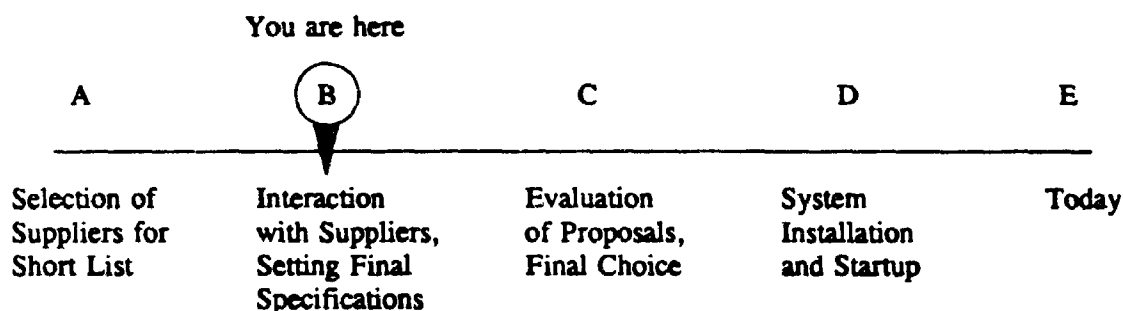 You are here
A B C D E
Selection of Suppliers for Short List
Interaction with Suppliers, Setting Final Specifications
Evaluation of Proposals, Final Choice
System Installation and Startup
Today